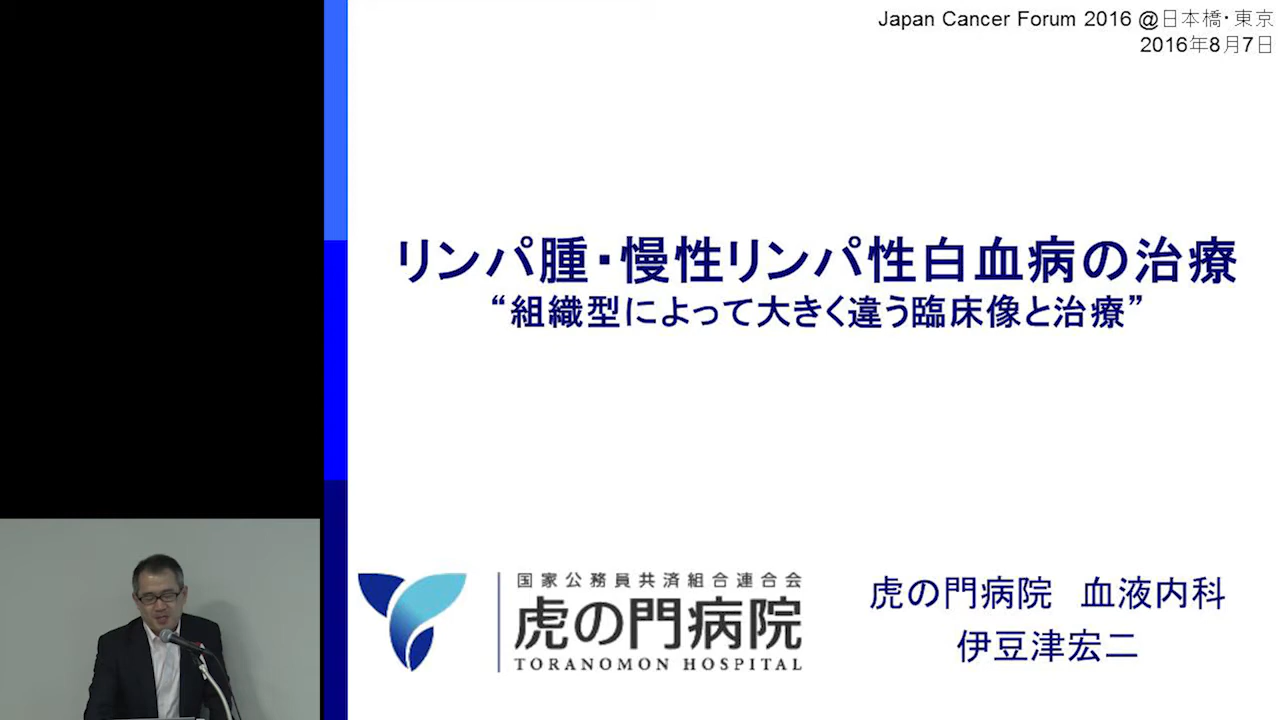 Japan Cancer Forum 2016 @日本橋・東京
2016年8月7日
リンパ腫・慢性リンパ性白血病の治療
“組織型によって大きく違う臨床像と治療”
国家公務員共済組合連合会
虎の門病院
TORANOMON HOSPITAL
虎の門病院 血液内科
伊豆津宏二